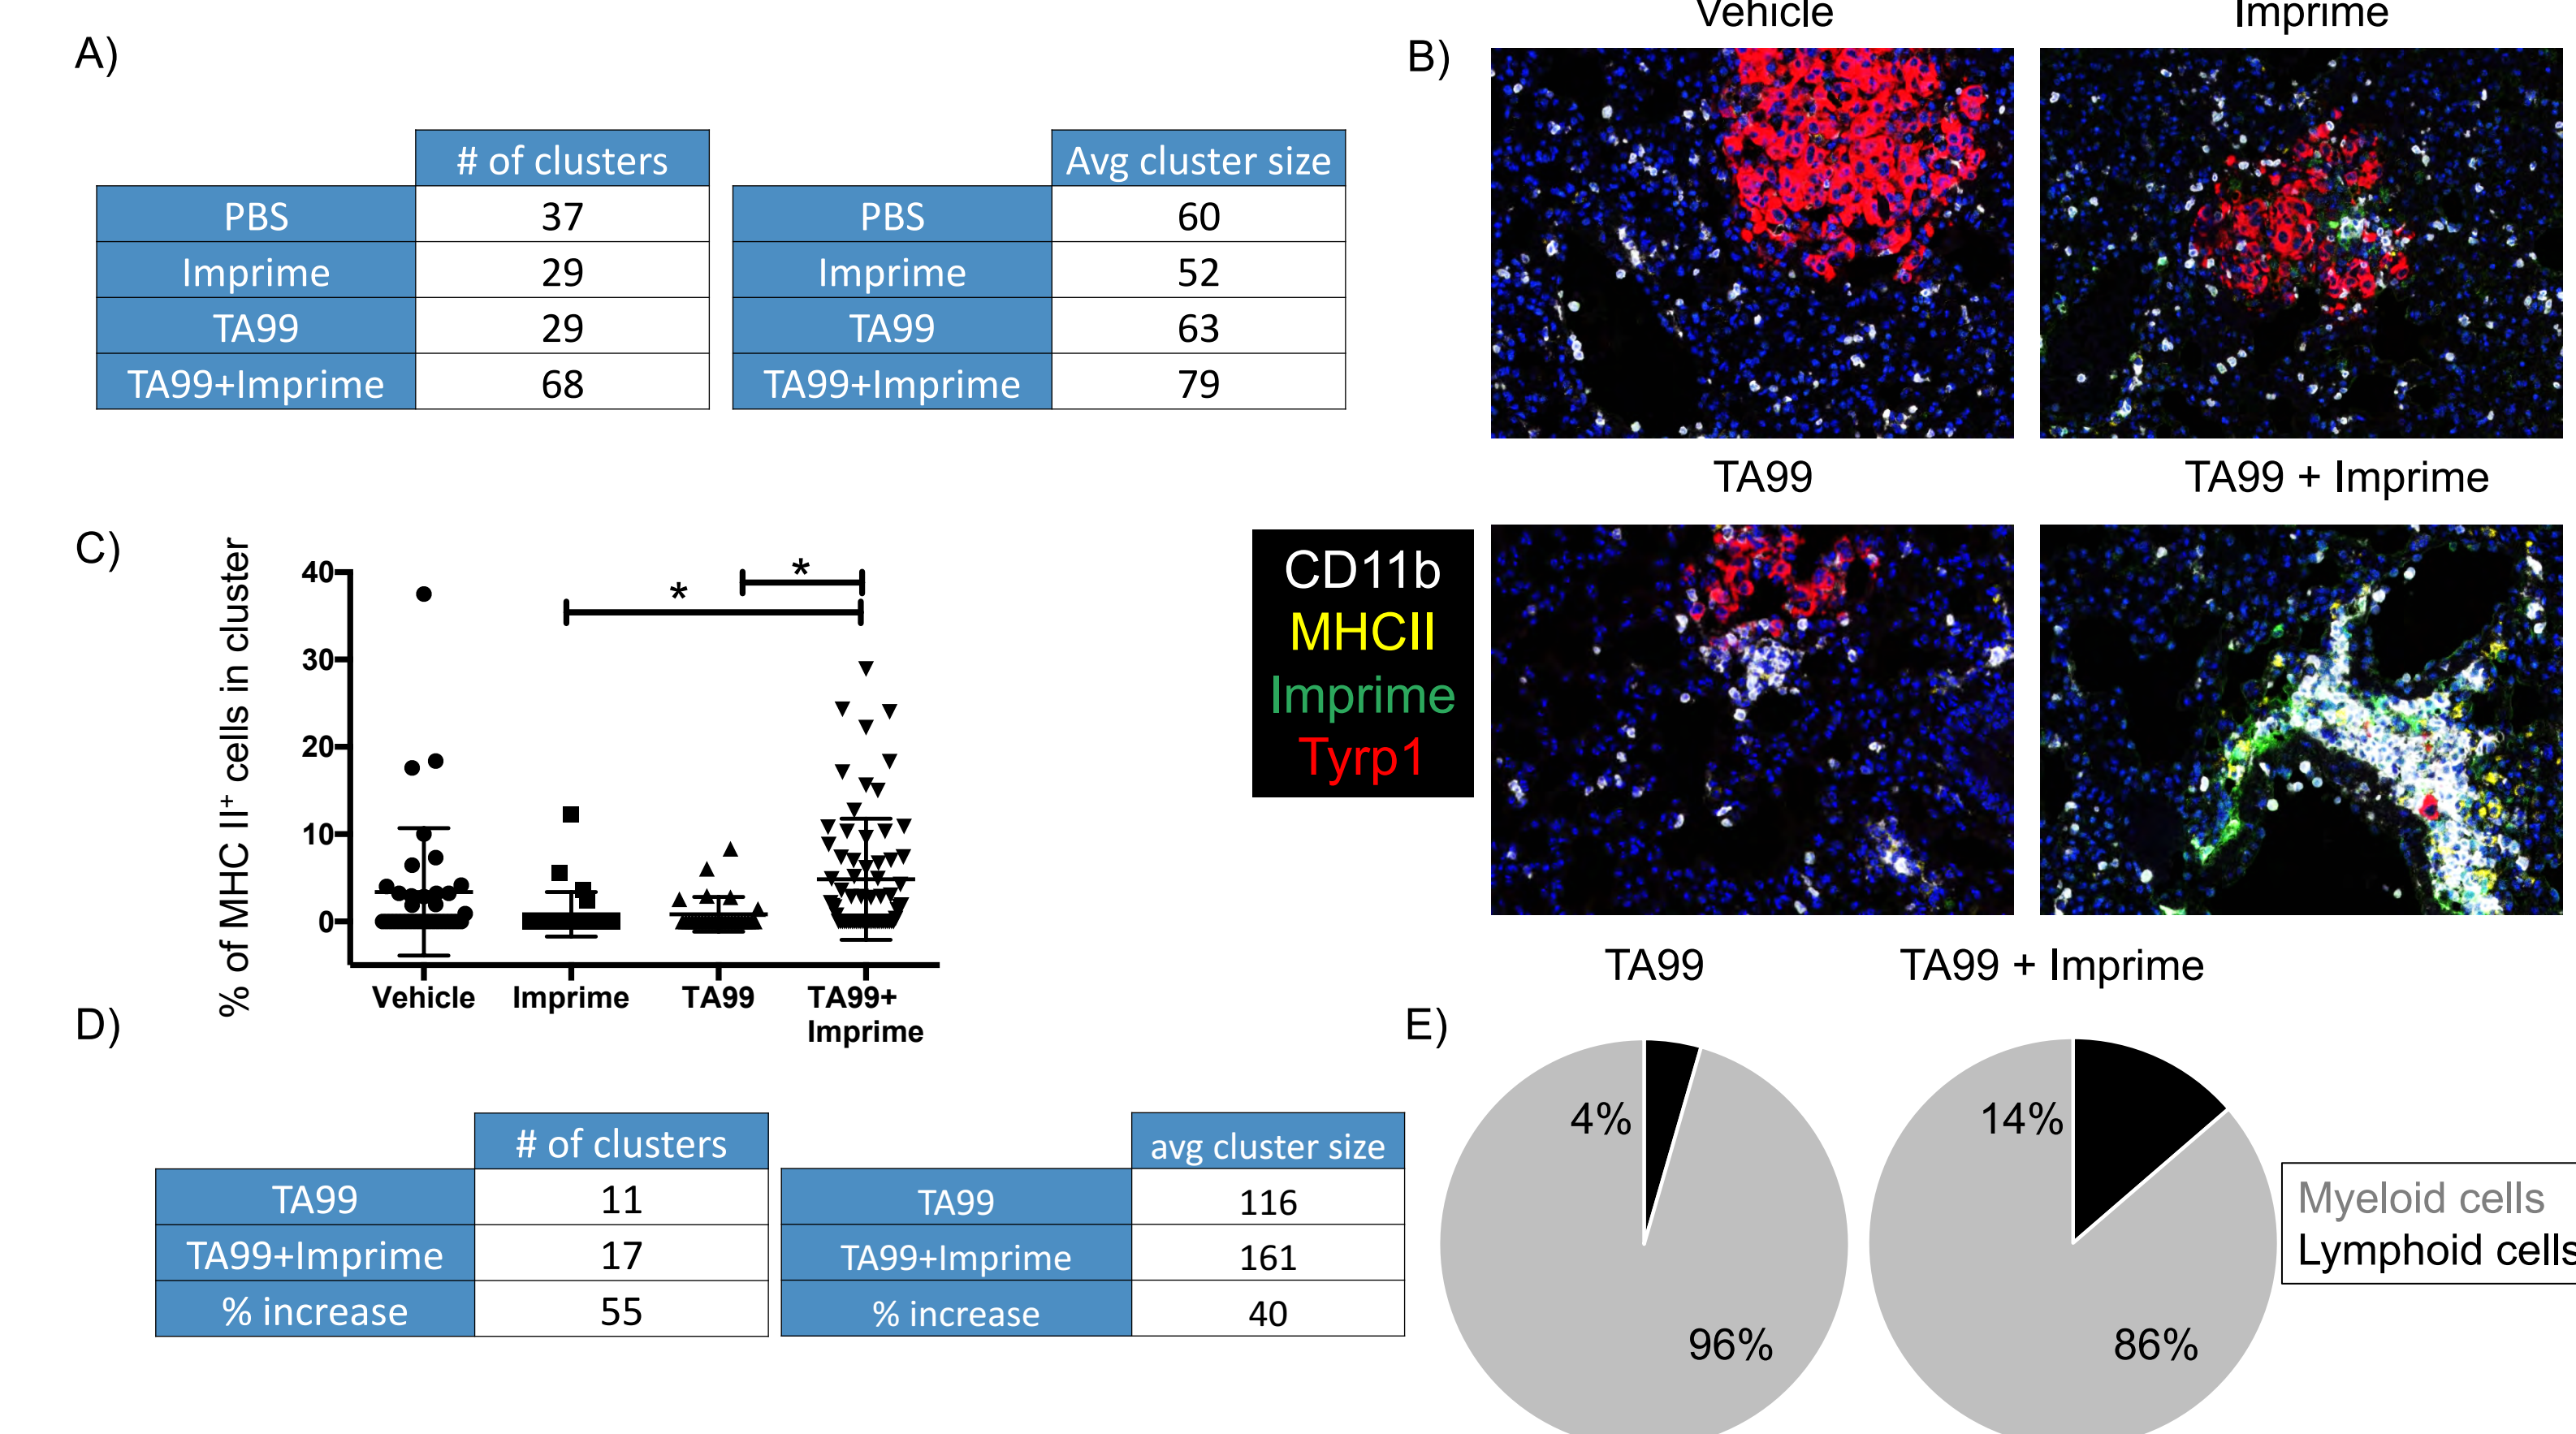 A)
# of clusters
PBS 37
Imprime 29
TA99 29
TA99+Imprime 68
Avg cluster size
PBS 60
Imprime 52
TA99 63
TA99+Imprime 79
B)
Vehicle
Imprime
TA99
TA99 + Imprime
CD11b
MHCII
Imprime
Tyrp1
C)
% of MHC II⁺ cells in cluster
40
30
20
10
0
* *
Vehicle Imprime TA99 TA99+
Imprime
D)
# of clusters
TA99 11
TA99+Imprime 17
% increase 55
avg cluster size
TA99 116
TA99+Imprime 161
% increase 40
E)
TA99
TA99 + Imprime
4%
96%
14%
86%
Myeloid cells
Lymphoid cells